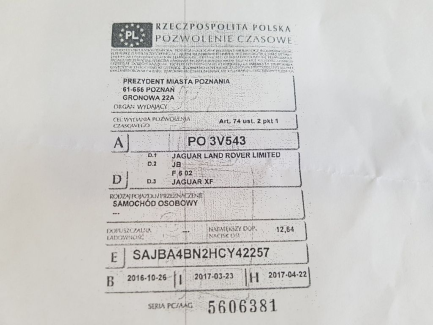 PL
RZECZPOSPOLITA POLSKA
POZWOLENIE CZASOWE
PREZYDENT MIASTA POZNANIA
61-656 POZNAŃ
GRONOWA 22A
ORGAN WYDAJĄCY
CEL WYDANIA POZWOLENIA CZASOWEGO Art. 74 ust. 2 pkt 1
A PO 3V543
D.1 JAGUAR LAND ROVER LIMITED
D.2 JB
F 6 02
D D.3 JAGUAR XF
RODZAJ POJAZDU/PRZEZNACZENIE
SAMOCHÓD OSOBOWY
---
DOPUSZCZALNA ŁADOWNOŚĆ --- NAJWIĘKSZY DOP. NACISK OSI 12,64
E SAJBA4BN2HCY42257
B 2016-10-26 I 2017-03-23 H 2017-04-22
SERIA PC/AAG 5606381